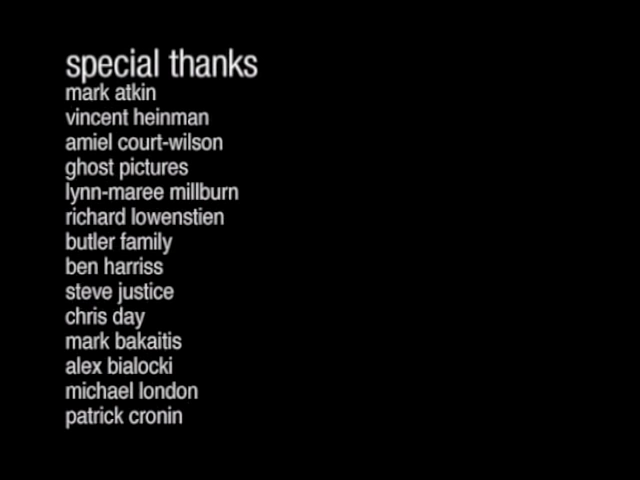 special thanks
mark atkin
vincent heinman
amiel court-wilson
ghost pictures
lynn-maree millburn
richard lowenstien
butler family
ben harriss
steve justice
chris day
mark bakaitis
alex bialocki
michael london
patrick cronin